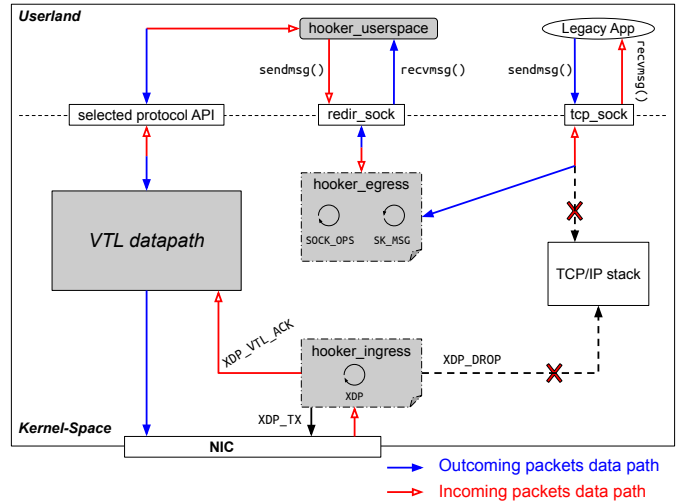 Userland
hooker_userspace
Legacy App
sendmsg()
recvmsg()
sendmsg()
recvmsg()
selected protocol API
redir_sock
tcp_sock
hooker_egress
SOCK_OPS
SK_MSG
VTL datapath
TCP/IP stack
XDP_VTL_ACK
hooker_ingress
XDP
XDP_DROP
XDP_TX
Kernel-Space
NIC
Outcoming packets data path
Incoming packets data path